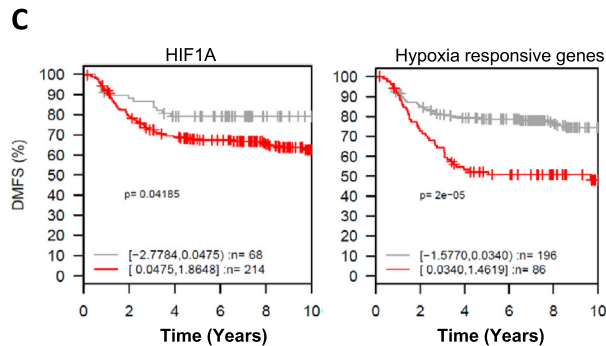 C
HIF1A
Hypoxia responsive genes
DMFS (%)
100
90
80
70
60
50
40
30
20
10
0
p= 0.04185
[−2.7784,0.0475) :n= 68
[ 0.0475,1.8648] :n= 214
0 2 4 6 8 10
Time (Years)
100
90
80
70
60
50
40
30
20
10
0
p= 2e−05
[−1.5770,0.0340) :n= 196
[ 0.0340,1.4619] :n= 86
0 2 4 6 8 10
Time (Years)